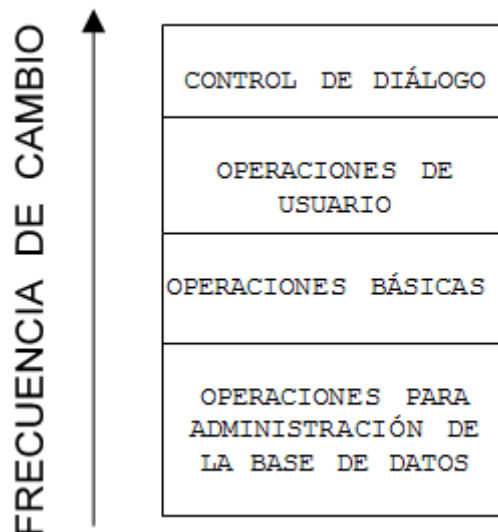 FRECUENCIA DE CAMBIO
CONTROL DE DIÁLOGO
OPERACIONES DE
USUARIO
OPERACIONES BÁSICAS
OPERACIONES PARA
ADMINISTRACIÓN DE
LA BASE DE DATOS